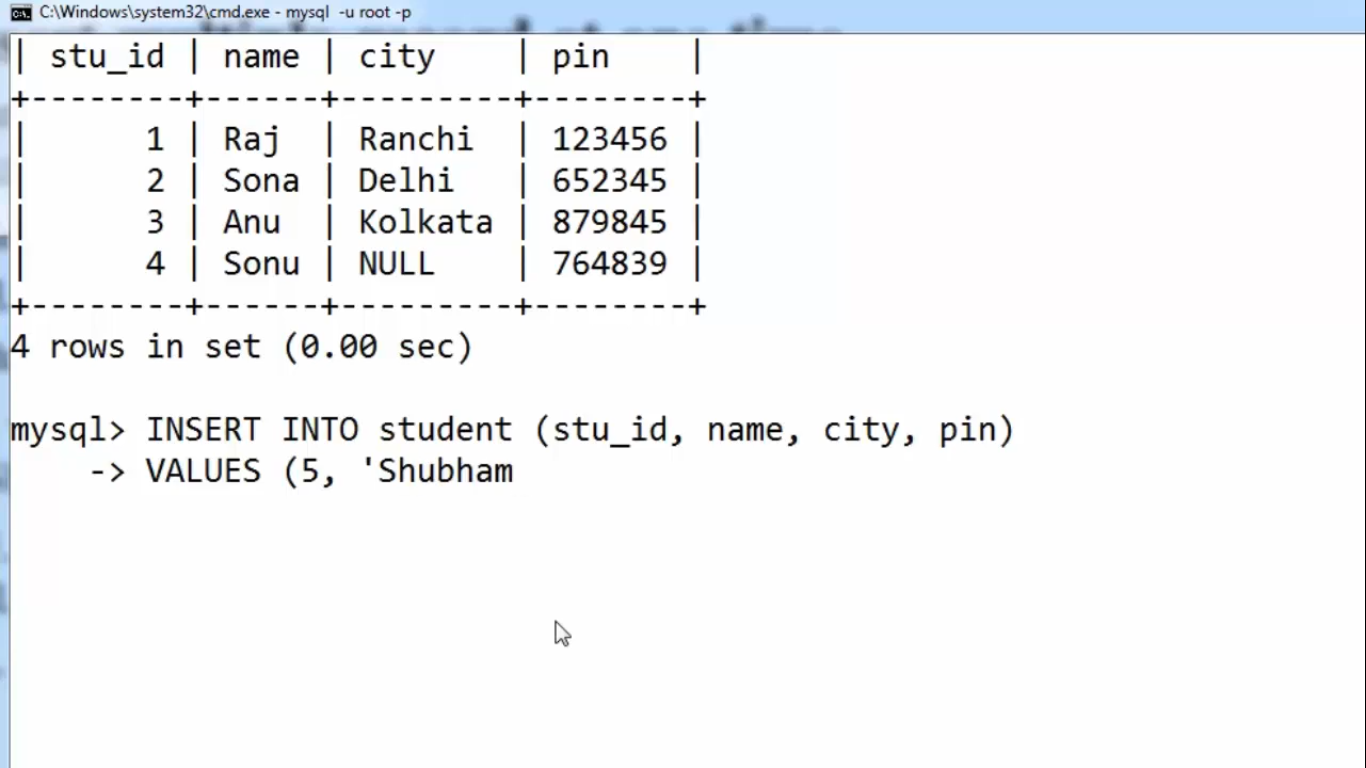 C:\Windows\system32\cmd.exe - mysql -u root -p
| stu_id | name | city    | pin    |
+--------+------+---------+--------+
|      1 | Raj  | Ranchi  | 123456 |
|      2 | Sona | Delhi   | 652345 |
|      3 | Anu  | Kolkata | 879845 |
|      4 | Sonu | NULL    | 764839 |
+--------+------+---------+--------+
4 rows in set (0.00 sec)
mysql> INSERT INTO student (stu_id, name, city, pin)
    -> VALUES (5, 'Shubham